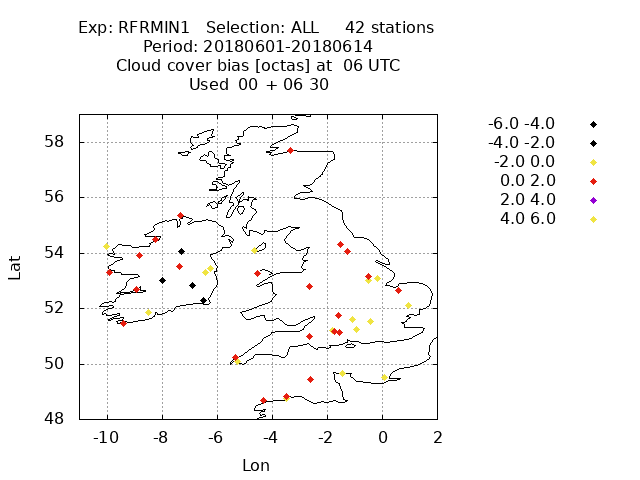 Exp: RFRMIN1 Selection: ALL 42 stations
Period: 20180601-20180614
Cloud cover bias [octas] at 06 UTC
Used 00 + 06 30
-6.0 -4.0
-4.0 -2.0
-2.0 0.0
0.0 2.0
2.0 4.0
4.0 6.0
58
56
54
52
50
48
Lat
-10 -8 -6 -4 -2 0 2
Lon